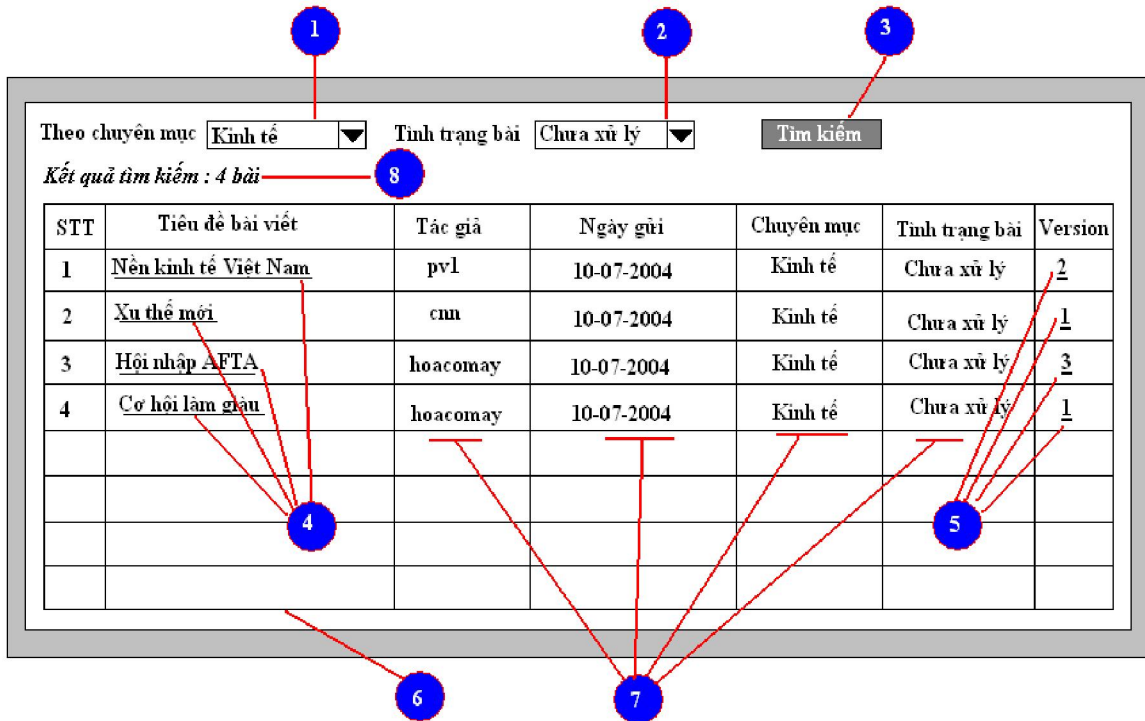 1 2 3
Theo chuyên mục Kinh tế Tình trạng bài Chưa xử lý Tìm kiếm
Kết quả tìm kiếm : 4 bài 8
STT Tiêu đề bài viết Tác giả Ngày gửi Chuyên mục Tình trạng bài Version
1 Nền kinh tế Việt Nam pv1 10-07-2004 Kinh tế Chưa xử lý 2
2 Xu thế mới cnn 10-07-2004 Kinh tế Chưa xử lý 1
3 Hội nhập AFTA hoacomay 10-07-2004 Kinh tế Chưa xử lý 3
4 Cơ hội làm giàu hoacomay 10-07-2004 Kinh tế Chưa xử lý 1
4 5
6 7